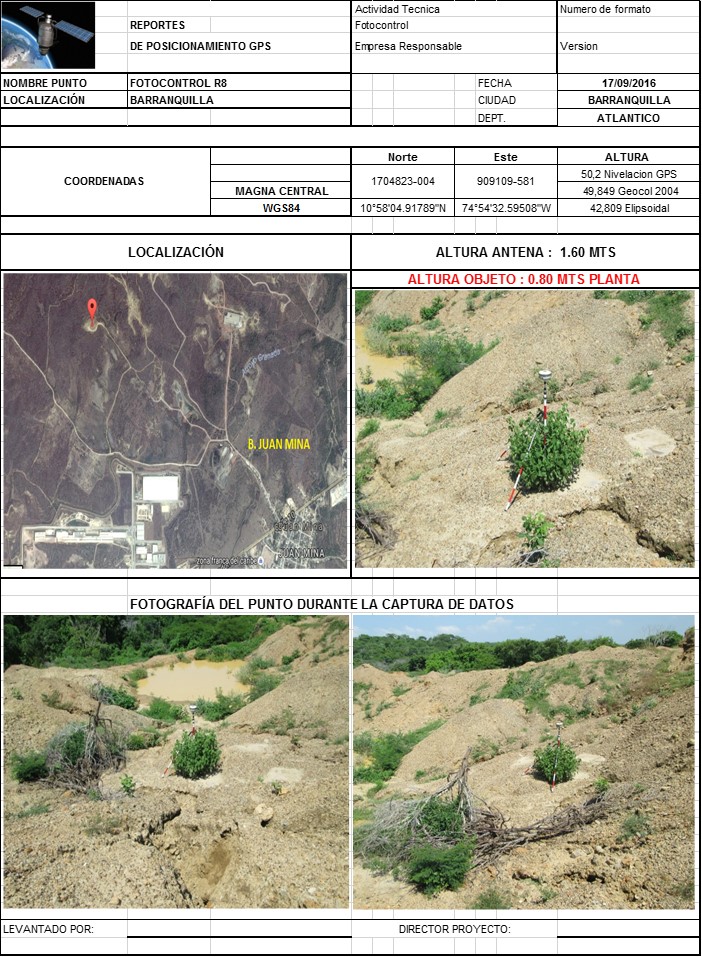 Actividad Tecnica
Numero de formato
REPORTES
Fotocontrol
DE POSICIONAMIENTO GPS
Empresa Responsable
Version
NOMBRE PUNTO FOTOCONTROL R8 FECHA 17/09/2016
LOCALIZACIÓN BARRANQUILLA CIUDAD BARRANQUILLA
DEPT. ATLANTICO
Norte Este ALTURA
COORDENADAS
1704823-004 909109-581
50,2 Nivelacion GPS
MAGNA CENTRAL
49,849 Geocol 2004
WGS84 10°58'04.91789"N 74°54'32.59508"W 42,809 Elipsoidal
LOCALIZACIÓN
ALTURA ANTENA : 1.60 MTS
ALTURA OBJETO : 0.80 MTS PLANTA
B. JUAN MINA
JUAN MINA
zona franca del caribe
FOTOGRAFÍA DEL PUNTO DURANTE LA CAPTURA DE DATOS
LEVANTADO POR:
DIRECTOR PROYECTO: